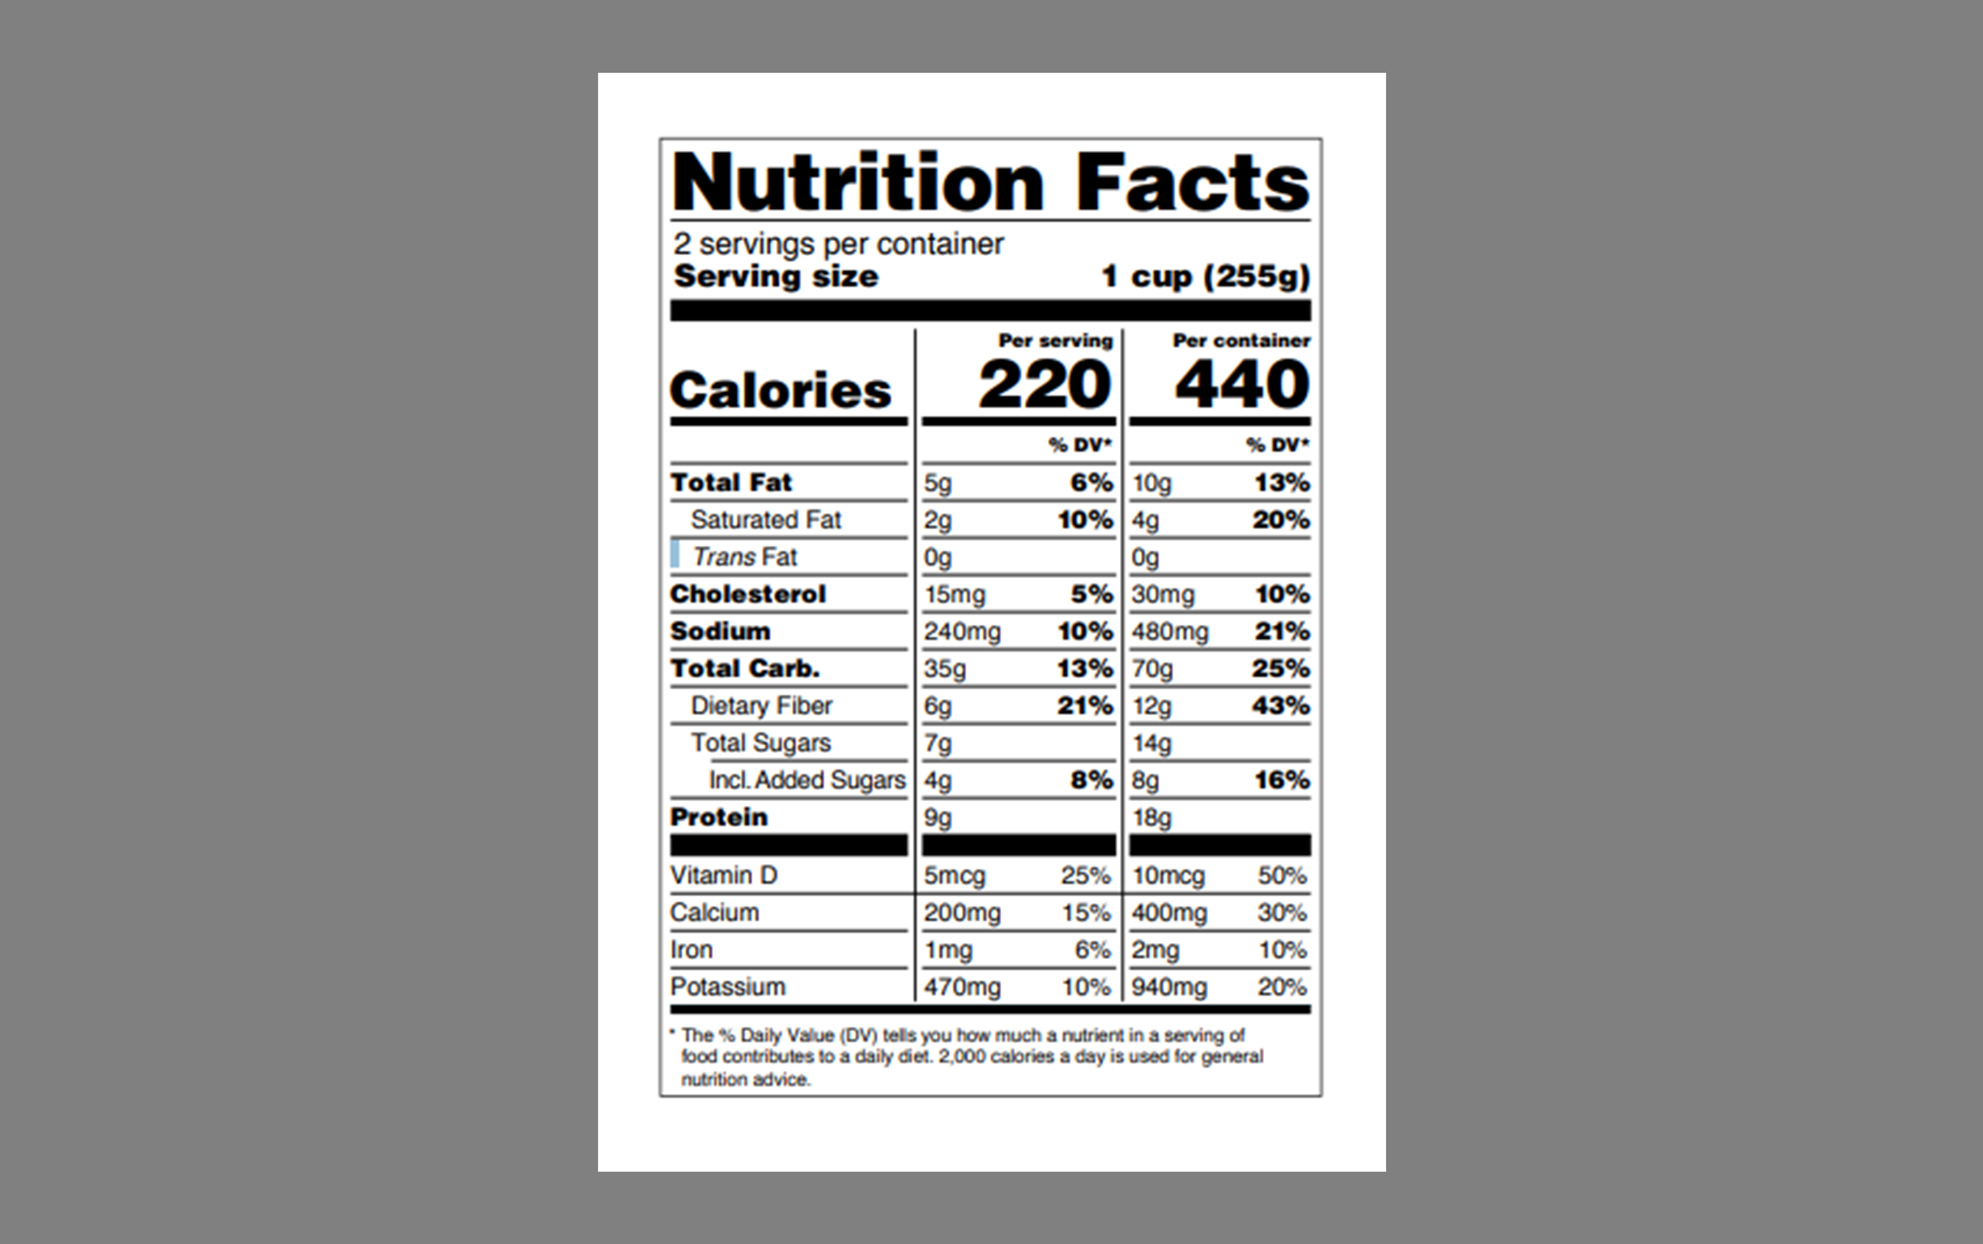 Nutrition Facts
2 servings per container
Serving size 1 cup (255g)
Per serving Per container
Calories 220 440
% DV* % DV*
Total Fat 5g 6% 10g 13%
Saturated Fat 2g 10% 4g 20%
Trans Fat 0g 0g
Cholesterol 15mg 5% 30mg 10%
Sodium 240mg 10% 480mg 21%
Total Carb. 35g 13% 70g 25%
Dietary Fiber 6g 21% 12g 43%
Total Sugars 7g 14g
Incl. Added Sugars 4g 8% 8g 16%
Protein 9g 18g
Vitamin D 5mcg 25% 10mcg 50%
Calcium 200mg 15% 400mg 30%
Iron 1mg 6% 2mg 10%
Potassium 470mg 10% 940mg 20%
* The % Daily Value (DV) tells you how much a nutrient in a serving of
food contributes to a daily diet. 2,000 calories a day is used for general
nutrition advice.